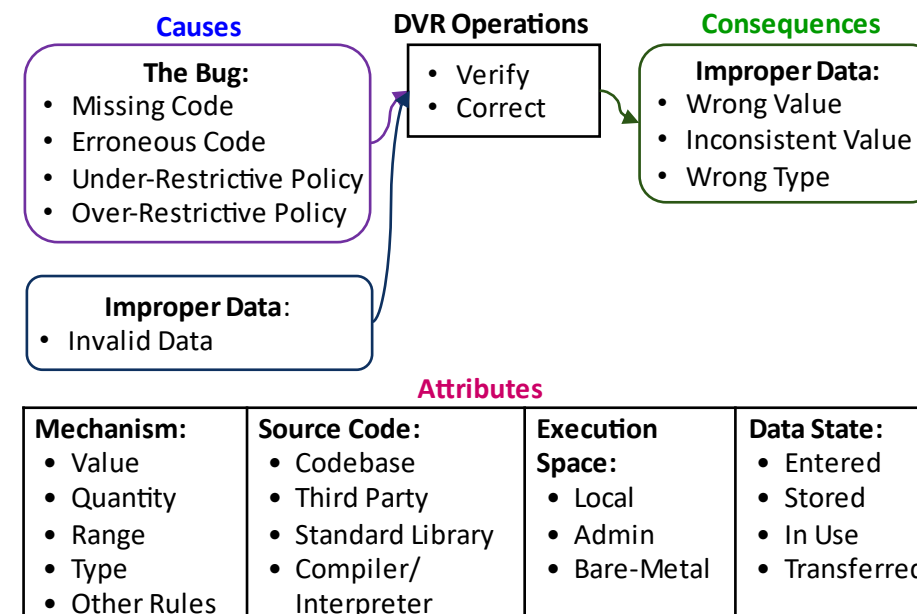 Causes
The Bug:
• Missing Code
• Erroneous Code
• Under-Restrictive Policy
• Over-Restrictive Policy
Improper Data:
• Invalid Data
DVR Operations
• Verify
• Correct
Consequences
Improper Data:
• Wrong Value
• Inconsistent Value
• Wrong Type
Attributes
Mechanism:
• Value
• Quantity
• Range
• Type
• Other Rules
Source Code:
• Codebase
• Third Party
• Standard Library
• Compiler/
Interpreter
Execution
Space:
• Local
• Admin
• Bare-Metal
Data State:
• Entered
• Stored
• In Use
• Transferred